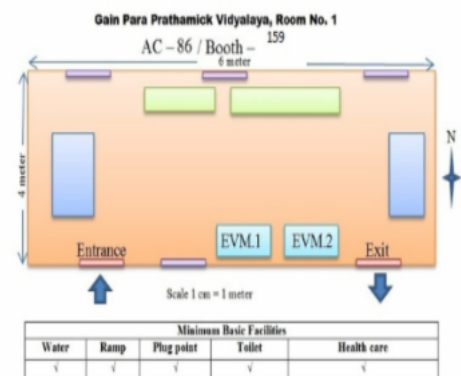 Gain Para Prathamick Vidyalaya, Room No. 1
AC – 86 / Booth – 159
6 meter
4 meter
N
EVM.1 EVM.2
Entrance Exit
Scale 1 cm = 1 meter
Minimum Basic Facilities
Water Ramp Plug point Toilet Health care
√ √ √ √ √